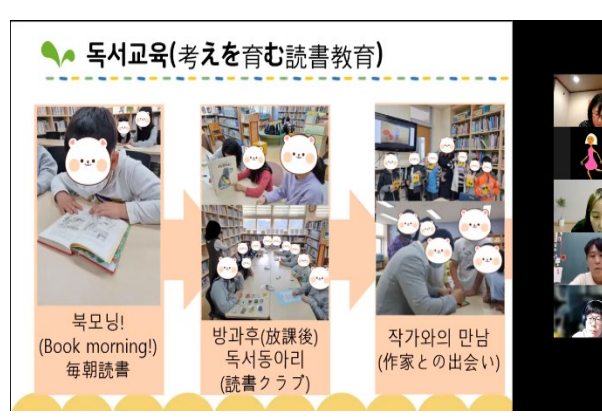 독서교육(考えを育む読書教育)
북모닝!
(Book morning!)
毎朝読書
방과후(放課後)
독서동아리
(読書クラブ)
작가와의 만남
(作家との出会い)